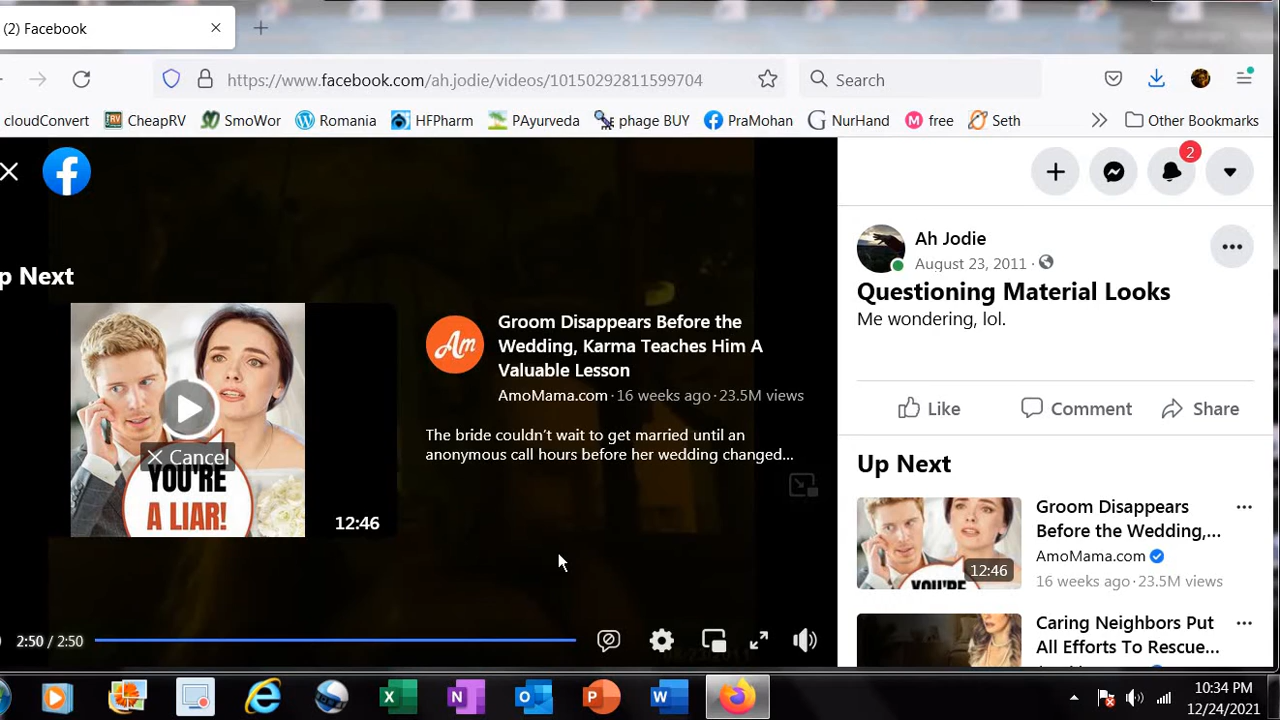 (2) Facebook
https://www.facebook.com/ah.jodie/videos/10150292811599704
Search
cloudConvert
CheapRV
SmoWor
Romania
HFPharm
PAyurveda
phage BUY
PraMohan
NurHand
free
Seth
Other Bookmarks
2
Ah Jodie
August 23, 2011 ·
Questioning Material Looks
Me wondering, lol.
Like
Comment
Share
p Next
Cancel
YOU'RE
A LIAR!
12:46
Am
Groom Disappears Before the
Wedding, Karma Teaches Him A
Valuable Lesson
AmoMama.com · 16 weeks ago · 23.5M views
The bride couldn't wait to get married until an
anonymous call hours before her wedding changed...
2:50 / 2:50
Up Next
YOU'RE
12:46
Groom Disappears
Before the Wedding,...
AmoMama.com
16 weeks ago · 23.5M views
Caring Neighbors Put
All Efforts To Rescue...
10:34 PM
12/24/2021